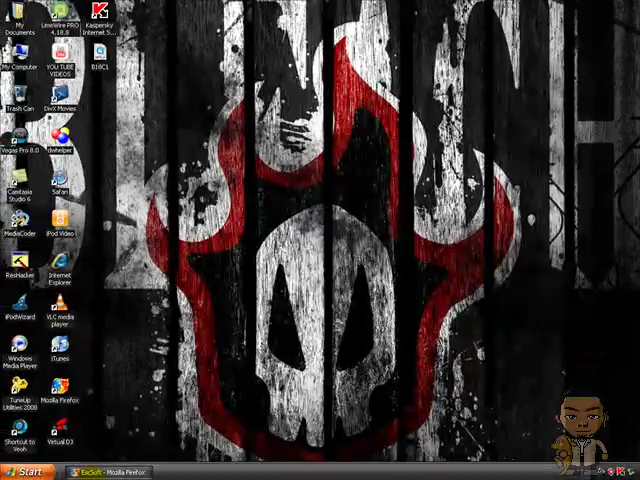 My Documents
LimeWire PRO 4.18.8
Kaspersky Internet S...
My Computer
YOU TUBE VIDEOS
B18C1
Trash Can
DivX Movies
Vegas Pro 8.0
dwhelper
Camtasia Studio 6
Safari
MediaCoder
iPod Video
ResHacker
Internet Explorer
iPodWizard
VLC media player
Windows Media Player
iTunes
TuneUp Utilities 2008
Mozilla Firefox
Shortcut to Veoh
Virtual DJ
Start
EscSoft - Mozilla Firefox